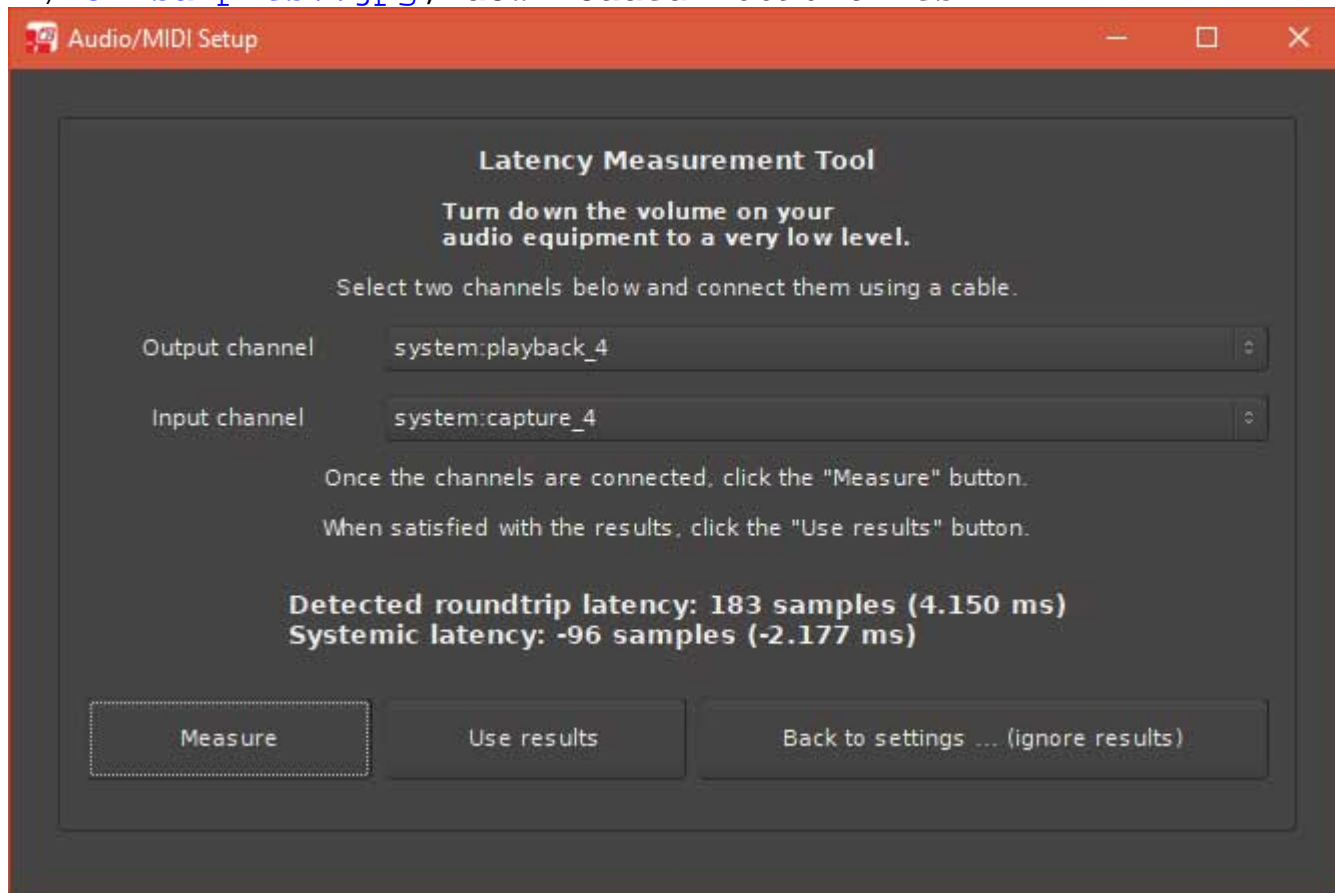 Audio/MIDI Setup
Latency Measurement Tool
Turn down the volume on your
audio equipment to a very low level.
Select two channels below and connect them using a cable.
Output channel system:playback_4
Input channel system:capture_4
Once the channels are connected, click the "Measure" button.
When satisfied with the results, click the "Use results" button.
Detected roundtrip latency: 183 samples (4.150 ms)
Systemic latency: -96 samples (-2.177 ms)
Measure Use results Back to settings ... (ignore results)